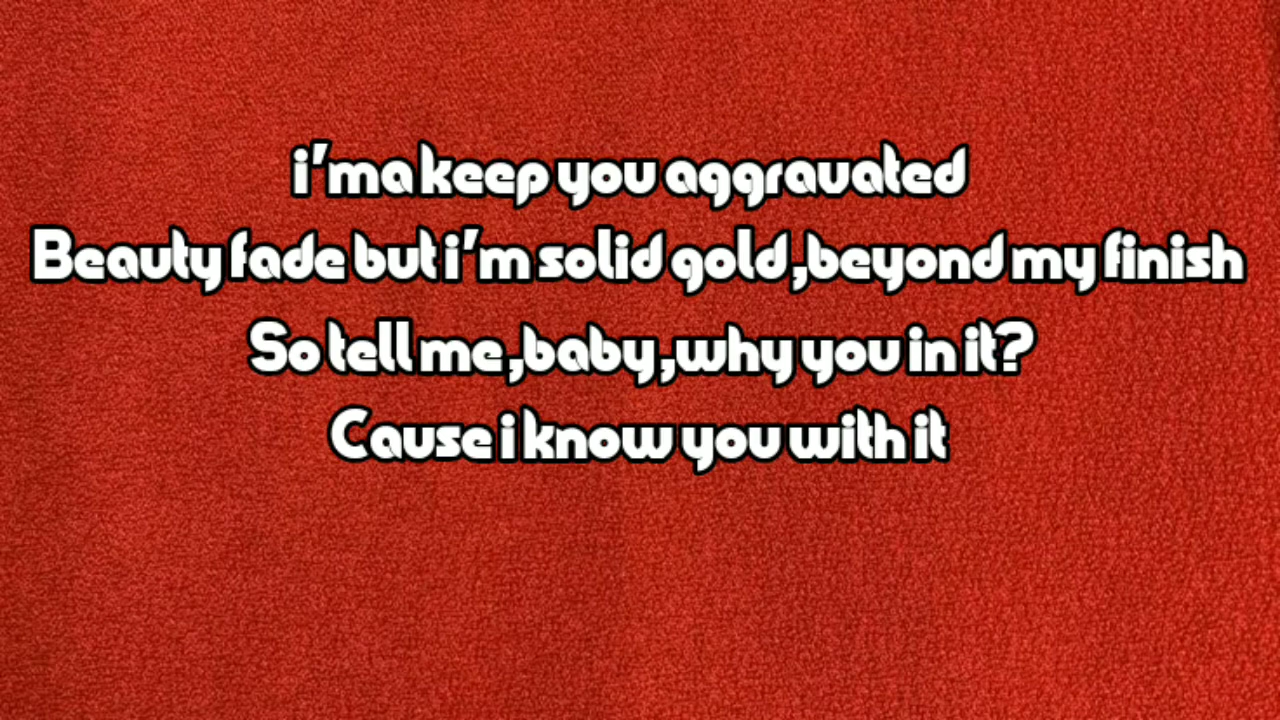 i'ma keep you aggravated
Beauty fade but i'm solid gold,beyond my finish
So tell me,baby,why you in it?
Cause i know you with it